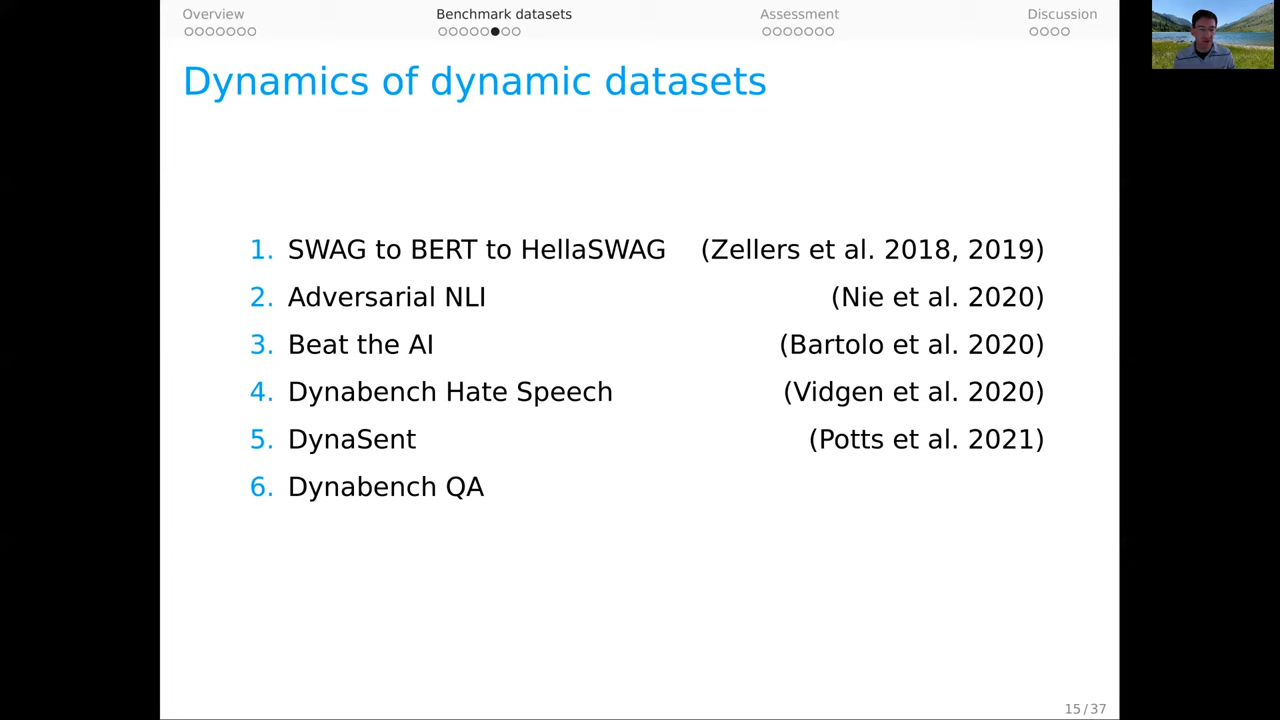 Overview Benchmark datasets Assessment Discussion
Dynamics of dynamic datasets
1. SWAG to BERT to HellaSWAG (Zellers et al. 2018, 2019)
2. Adversarial NLI (Nie et al. 2020)
3. Beat the AI (Bartolo et al. 2020)
4. Dynabench Hate Speech (Vidgen et al. 2020)
5. DynaSent (Potts et al. 2021)
6. Dynabench QA
15/37